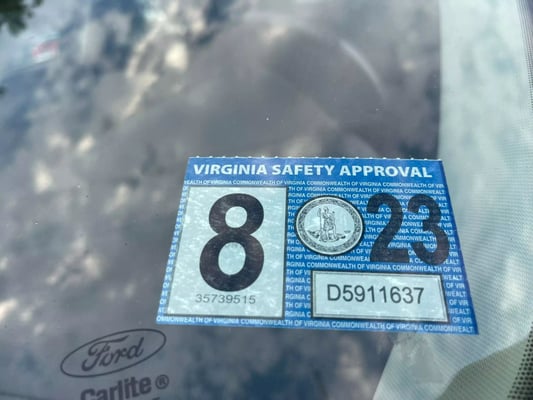 VIRGINIA SAFETY APPROVAL
8
23
35739515
D5911637
Ford
Carlite ®